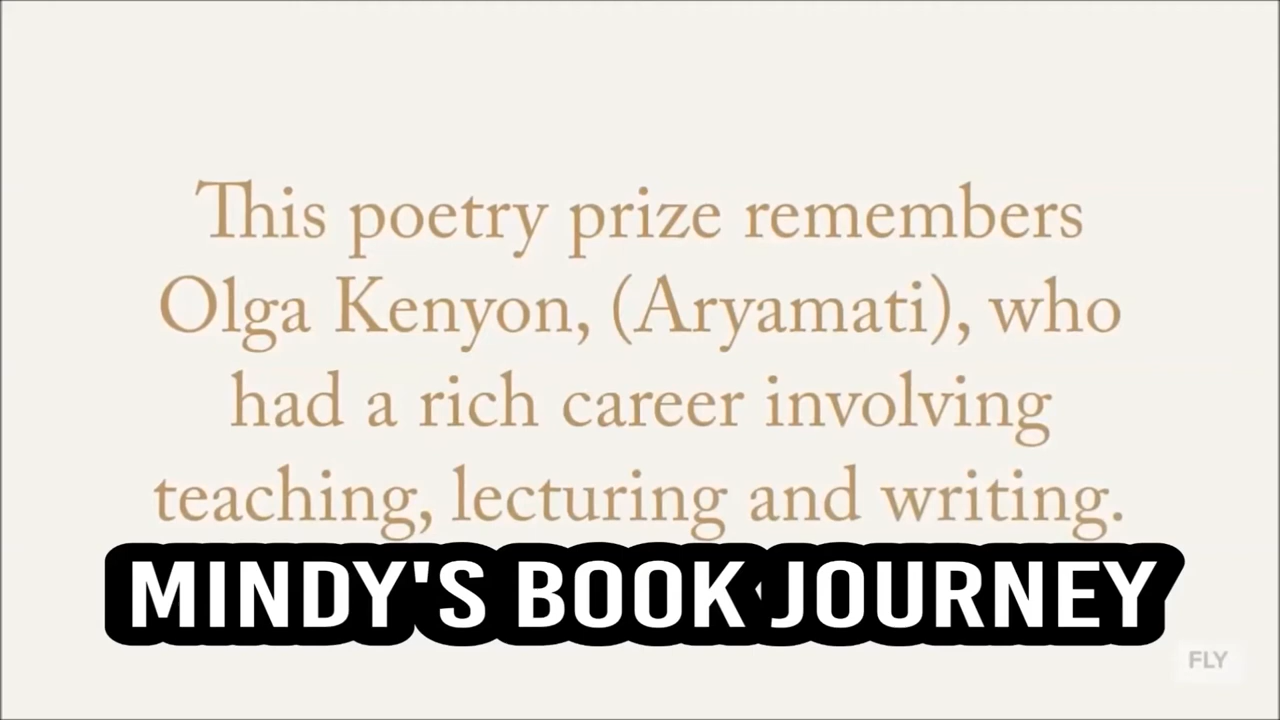 This poetry prize remembers
Olga Kenyon, (Aryamati), who
had a rich career involving
teaching, lecturing and writing.
MINDY'S BOOK JOURNEY
FLY